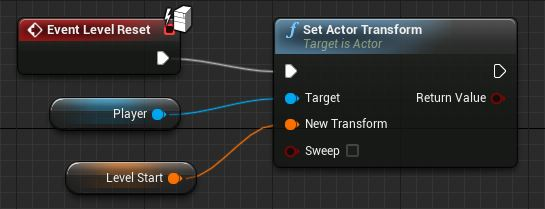 Event Level Reset
Set Actor Transform
Target is Actor
Target
Return Value
Player
New Transform
Sweep
Level Start